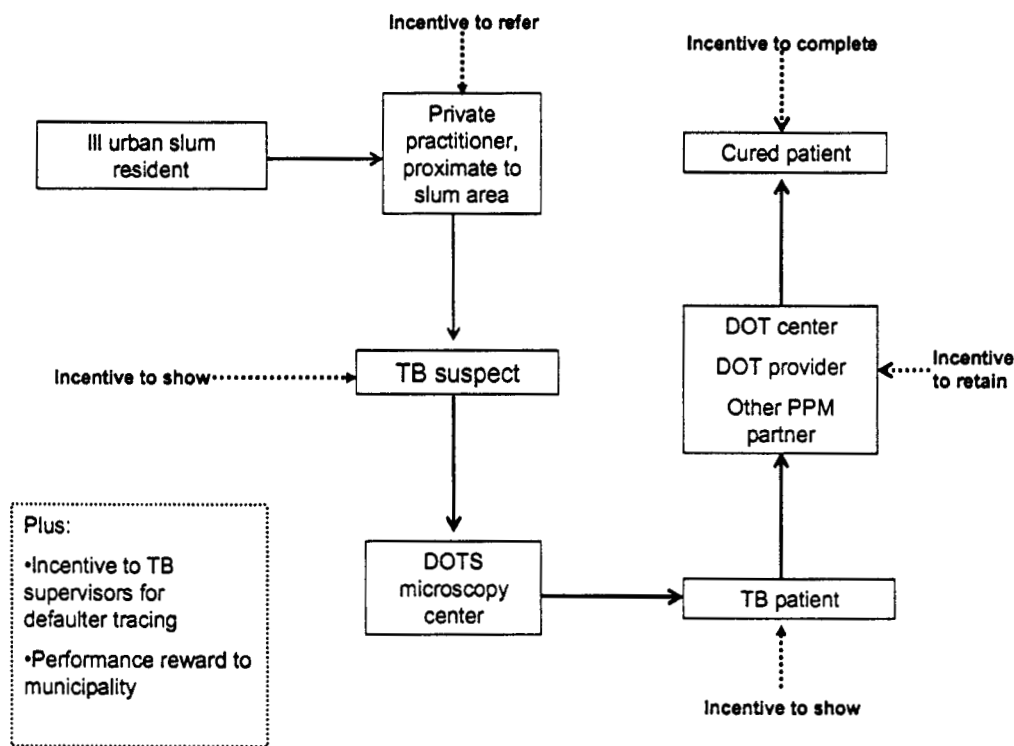 Incentive to refer
Ill urban slum
resident
Private
practitioner,
proximate to
slum area
Incentive to show
TB suspect
DOTS
microscopy
center
Plus:
•Incentive to TB
supervisors for
defaulter tracing
•Performance reward to
municipality
Incentive to complete
Cured patient
DOT center
DOT provider
Other PPM
partner
Incentive
to retain
TB patient
Incentive to show